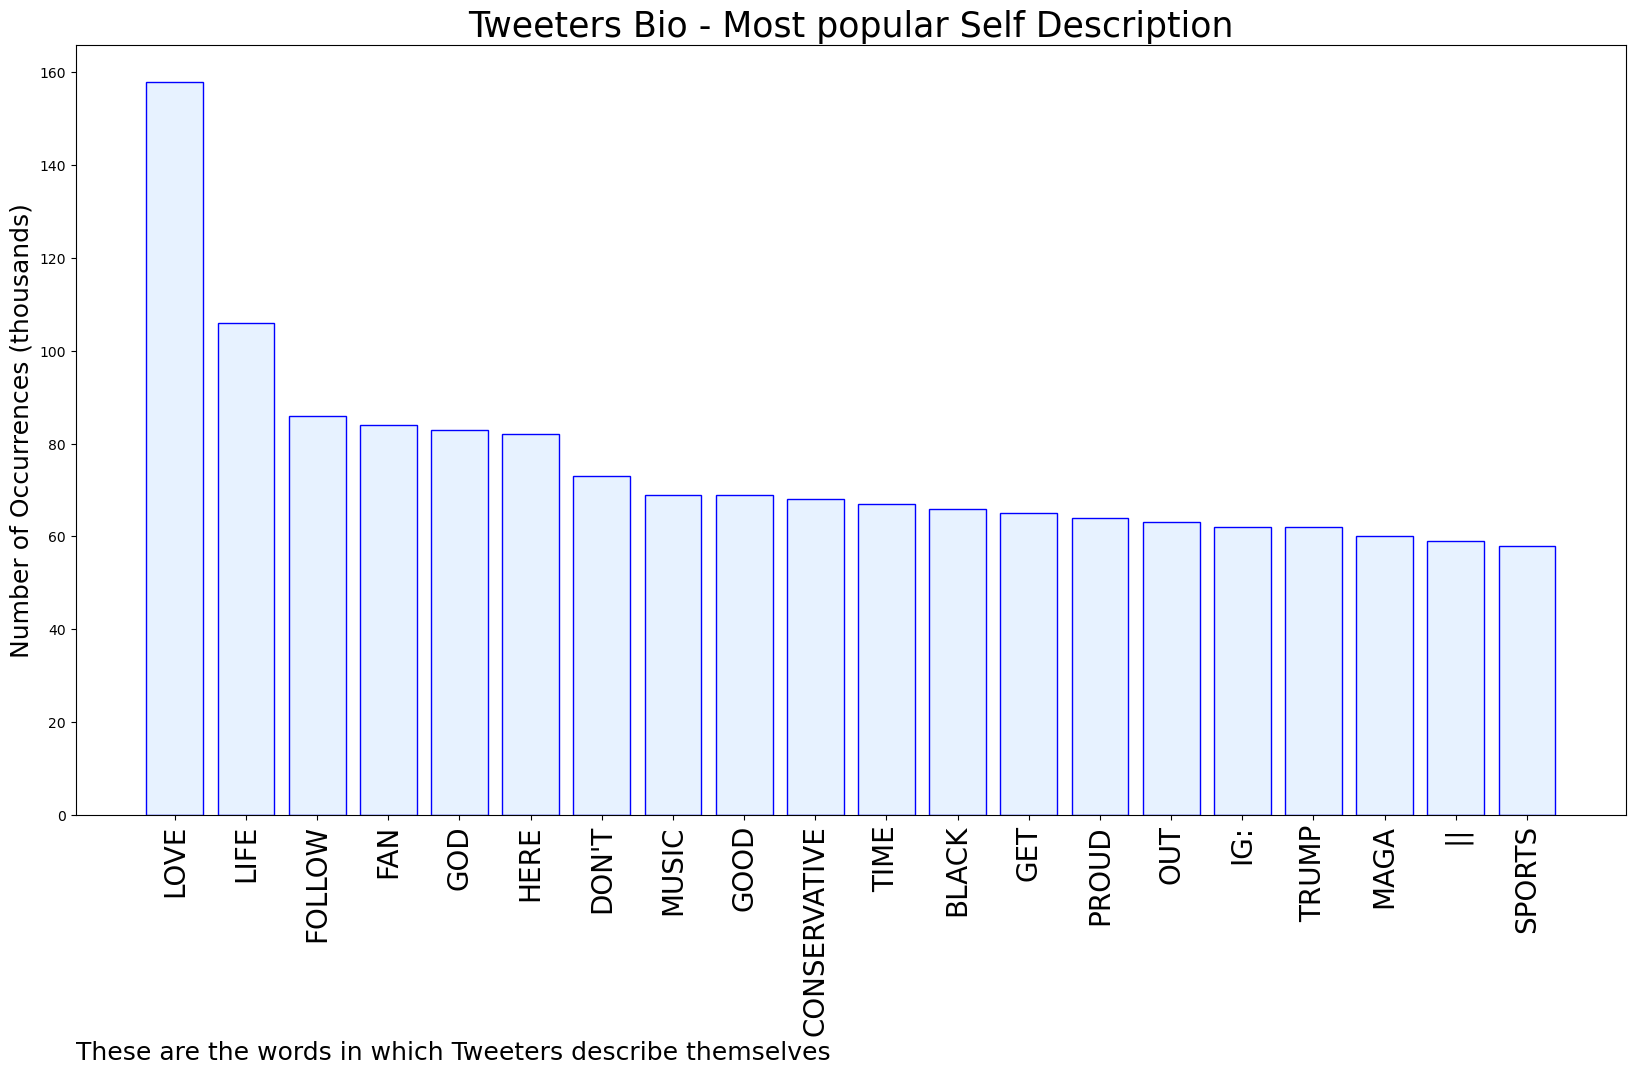 Tweeters Bio - Most popular Self Description
Number of Occurrences (thousands)
160
140
120
100
80
60
40
20
0
LOVE
LIFE
FOLLOW
FAN
GOD
HERE
DON'T
MUSIC
GOOD
CONSERVATIVE
TIME
BLACK
GET
PROUD
OUT
IG:
TRUMP
MAGA
||
SPORTS
These are the words in which Tweeters describe themselves